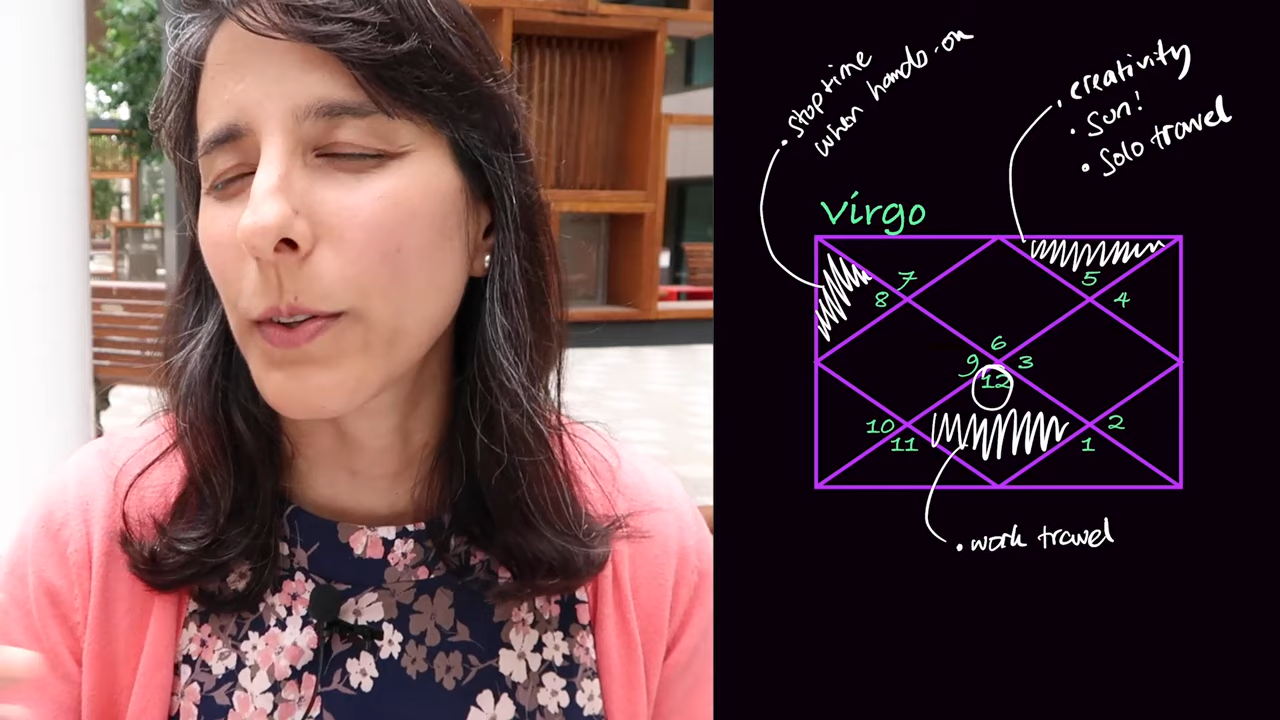 • stop time
when hands-on
• creativity
• Sun!
• Solo travel
Virgo
7
5
8
4
6
9
3
12
10
2
11
1
• work travel